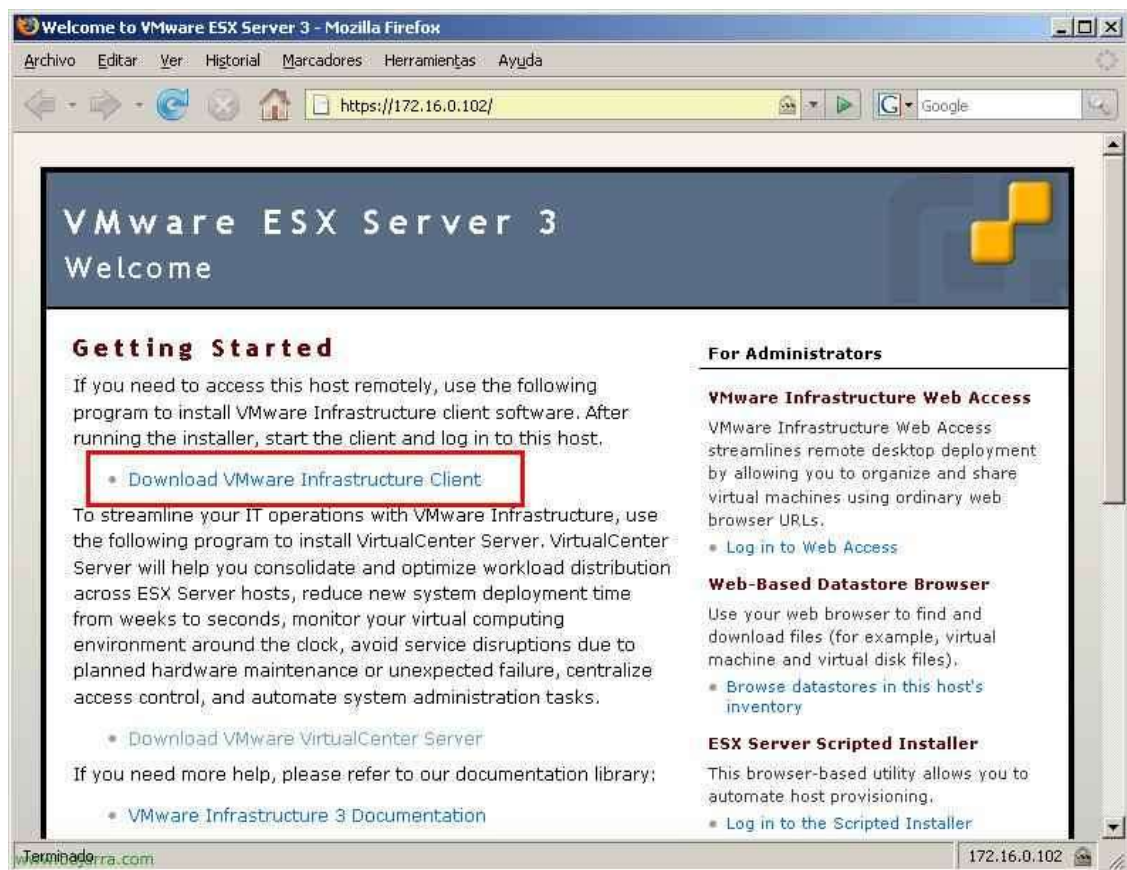 Welcome to VMware ESX Server 3 - Mozilla Firefox
Archivo Editar Ver Historial Marcadores Herramientas Ayuda
https://172.16.0.102/
G Google
VMware ESX Server 3
Welcome
Getting Started
If you need to access this host remotely, use the following
program to install VMware Infrastructure client software. After
running the installer, start the client and log in to this host.
Download VMware Infrastructure Client
To streamline your IT operations with VMware Infrastructure, use
the following program to install VirtualCenter Server. VirtualCenter
Server will help you consolidate and optimize workload distribution
across ESX Server hosts, reduce new system deployment time
from weeks to seconds, monitor your virtual computing
environment around the clock, avoid service disruptions due to
planned hardware maintenance or unexpected failure, centralize
access control, and automate system administration tasks.
Download VMware VirtualCenter Server
If you need more help, please refer to our documentation library:
VMware Infrastructure 3 Documentation
For Administrators
VMware Infrastructure Web Access
VMware Infrastructure Web Access
streamlines remote desktop deployment
by allowing you to organize and share
virtual machines using ordinary web
browser URLs.
Log in to Web Access
Web-Based Datastore Browser
Use your web browser to find and
download files (for example, virtual
machine and virtual disk files).
Browse datastores in this host's
inventory
ESX Server Scripted Installer
This browser-based utility allows you to
automate host provisioning.
Log in to the Scripted Installer
Terminado
172.16.0.102